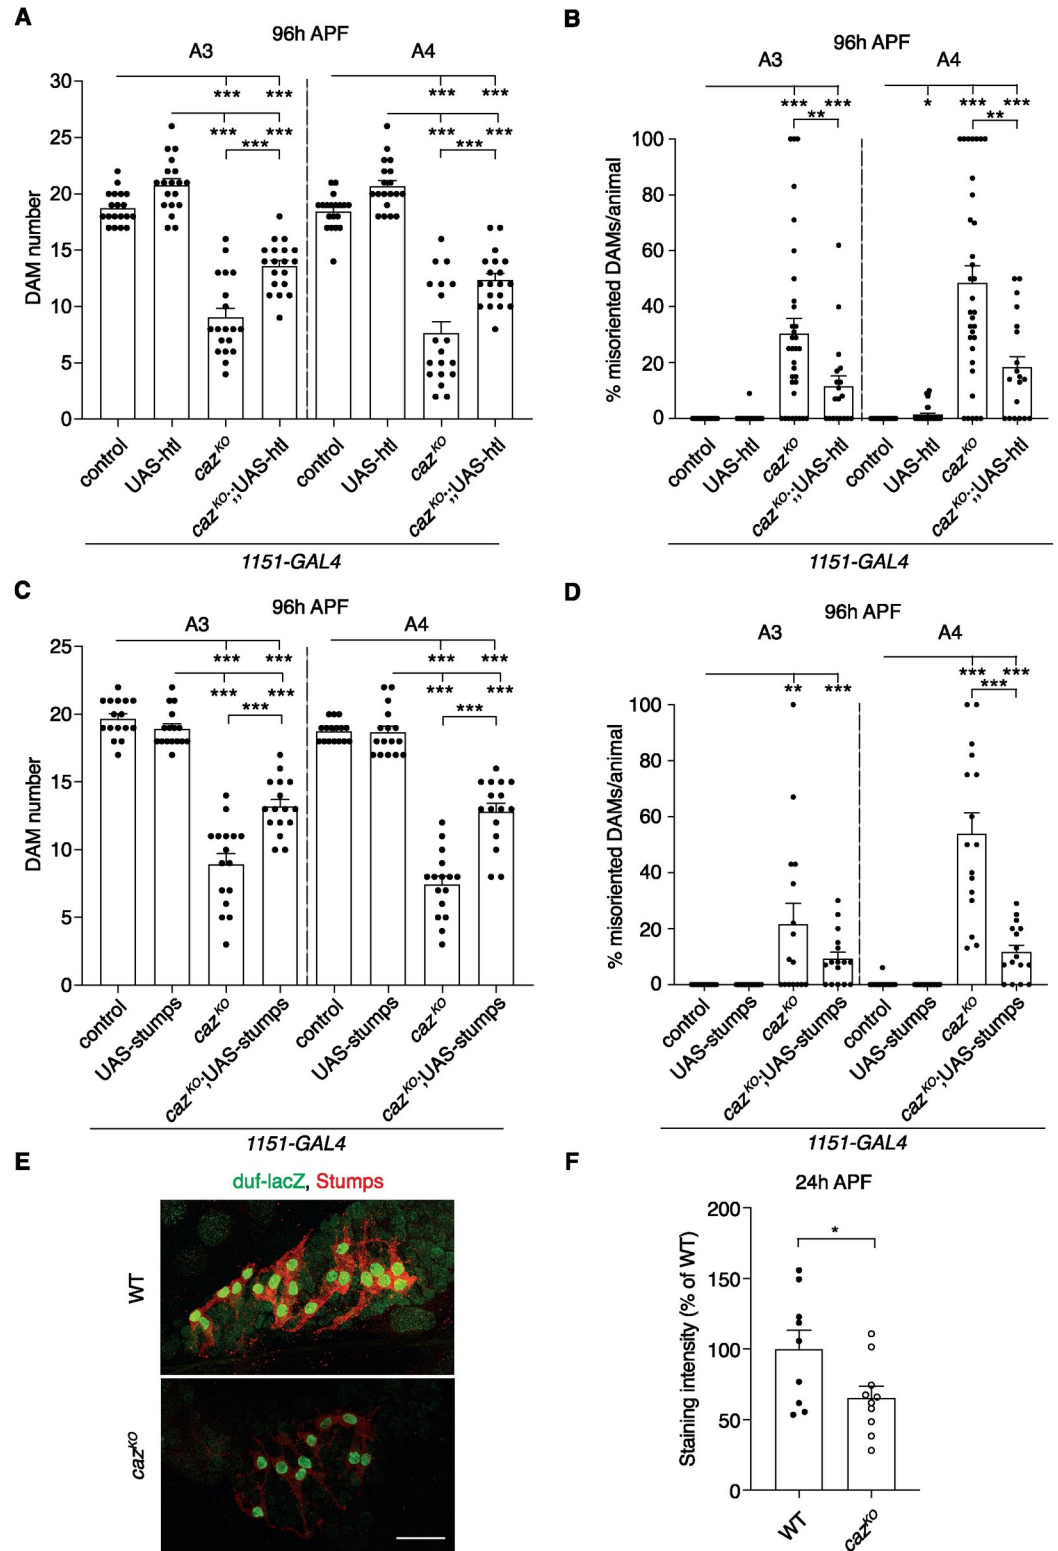 A
96h APF
A3 A4
*** *** *** ***
*** *** *** ***
*** ***
DAM number
30
25
20
15
10
5
0
control UAS-htl caz KO caz KO;;UAS-htl control UAS-htl caz KO caz KO;;UAS-htl
1151-GAL4
B
96h APF
A3 A4
*** *** * *** ***
** **
% misoriented DAMs/animal
100
80
60
40
20
0
control UAS-htl caz KO caz KO;;UAS-htl control UAS-htl caz KO caz KO;;UAS-htl
1151-GAL4
C
96h APF
A3 A4
*** *** *** ***
*** *** *** ***
*** ***
DAM number
25
20
15
10
5
0
control UAS-stumps caz KO caz KO;UAS-stumps control UAS-stumps caz KO caz KO;UAS-stumps
1151-GAL4
D
96h APF
A3 A4
** *** *** ***
***
% misoriented DAMs/animal
100
80
60
40
20
0
control UAS-stumps caz KO caz KO;UAS-stumps control UAS-stumps caz KO caz KO;UAS-stumps
1151-GAL4
E
duf-lacZ, Stumps
WT
caz KO
F
24h APF
*
Staining intensity (% of WT)
200
150
100
50
0
WT caz KO